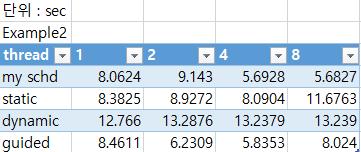 단위 : sec
Example2
thread 1 2 4 8
my schd 8.0624 9.143 5.6928 5.6827
static 8.3825 8.9272 8.0904 11.6763
dynamic 12.766 13.2876 13.2379 13.239
guided 8.4611 6.2309 5.8353 8.024